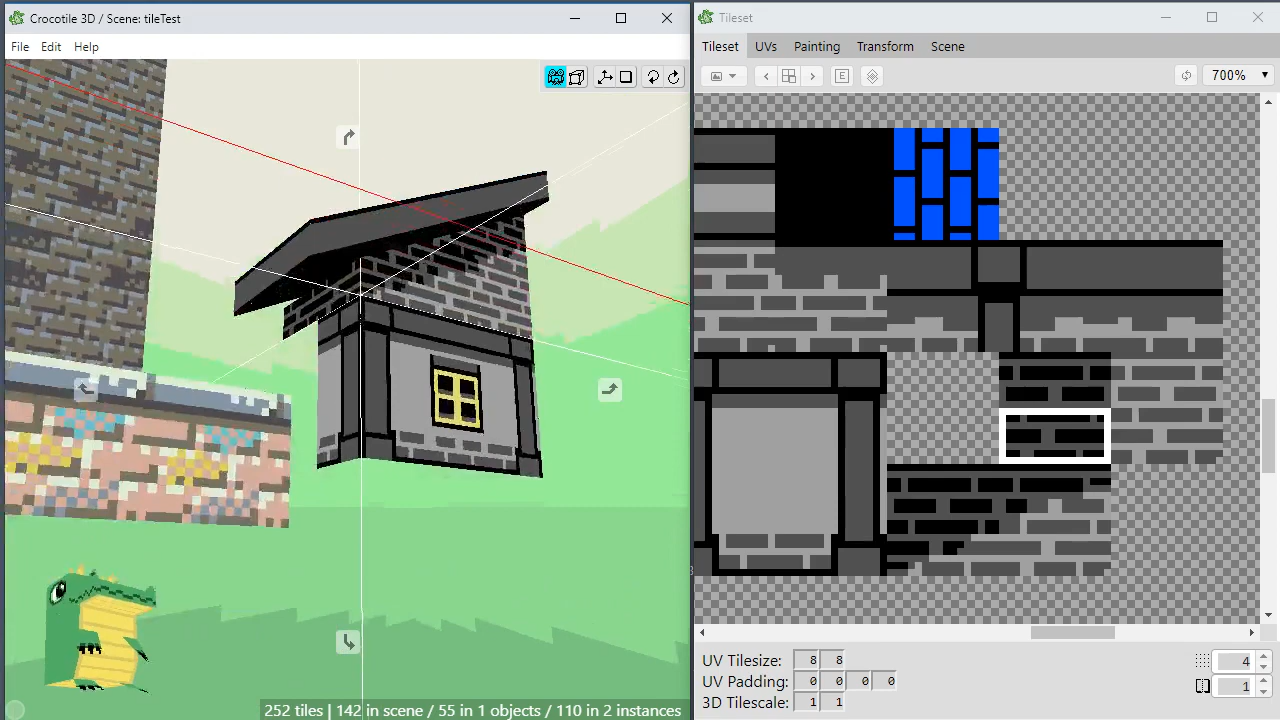 Crocotile 3D / Scene: tileTest
File Edit Help
252 tiles | 142 in scene / 55 in 1 objects / 110 in 2 instances
Tileset
Tileset UVs Painting Transform Scene
E 700%
UV Tilesize: 8 8
UV Padding: 0 0 0 0
3D Tilescale: 1 1
4
1